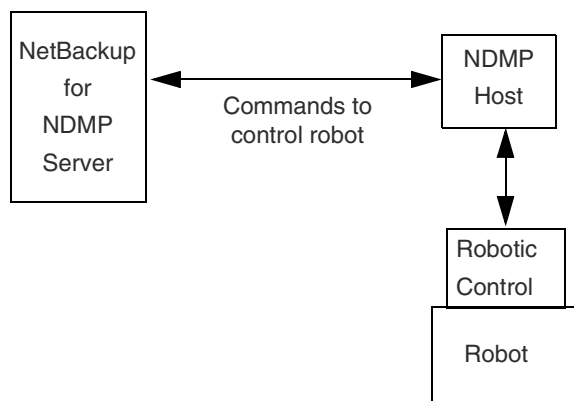 NetBackup
for
NDMP
Server
Commands to
control robot
NDMP
Host
Robotic
Control
Robot